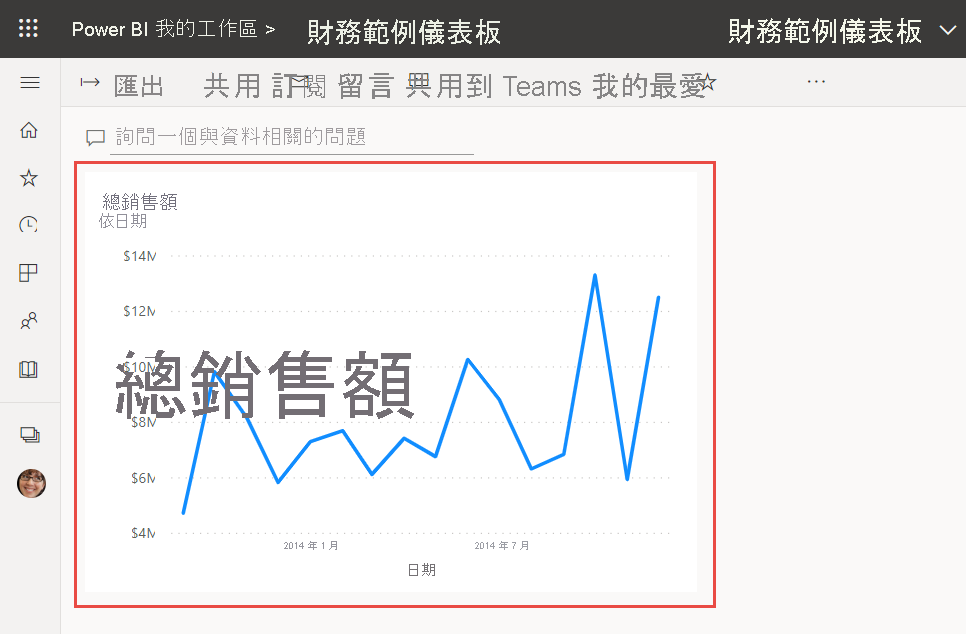 Power BI 我的工作區 > 財務範例儀表板 財務範例儀表板
匯出 共用 訂閱 留言 共用到 Teams 我的最愛 ...
詢問一個與資料相關的問題
總銷售額
依日期
$14M
$12M
$10M
總銷售額
$8M
$6M
$4M
2014 年 1 月 2014 年 7 月
日期